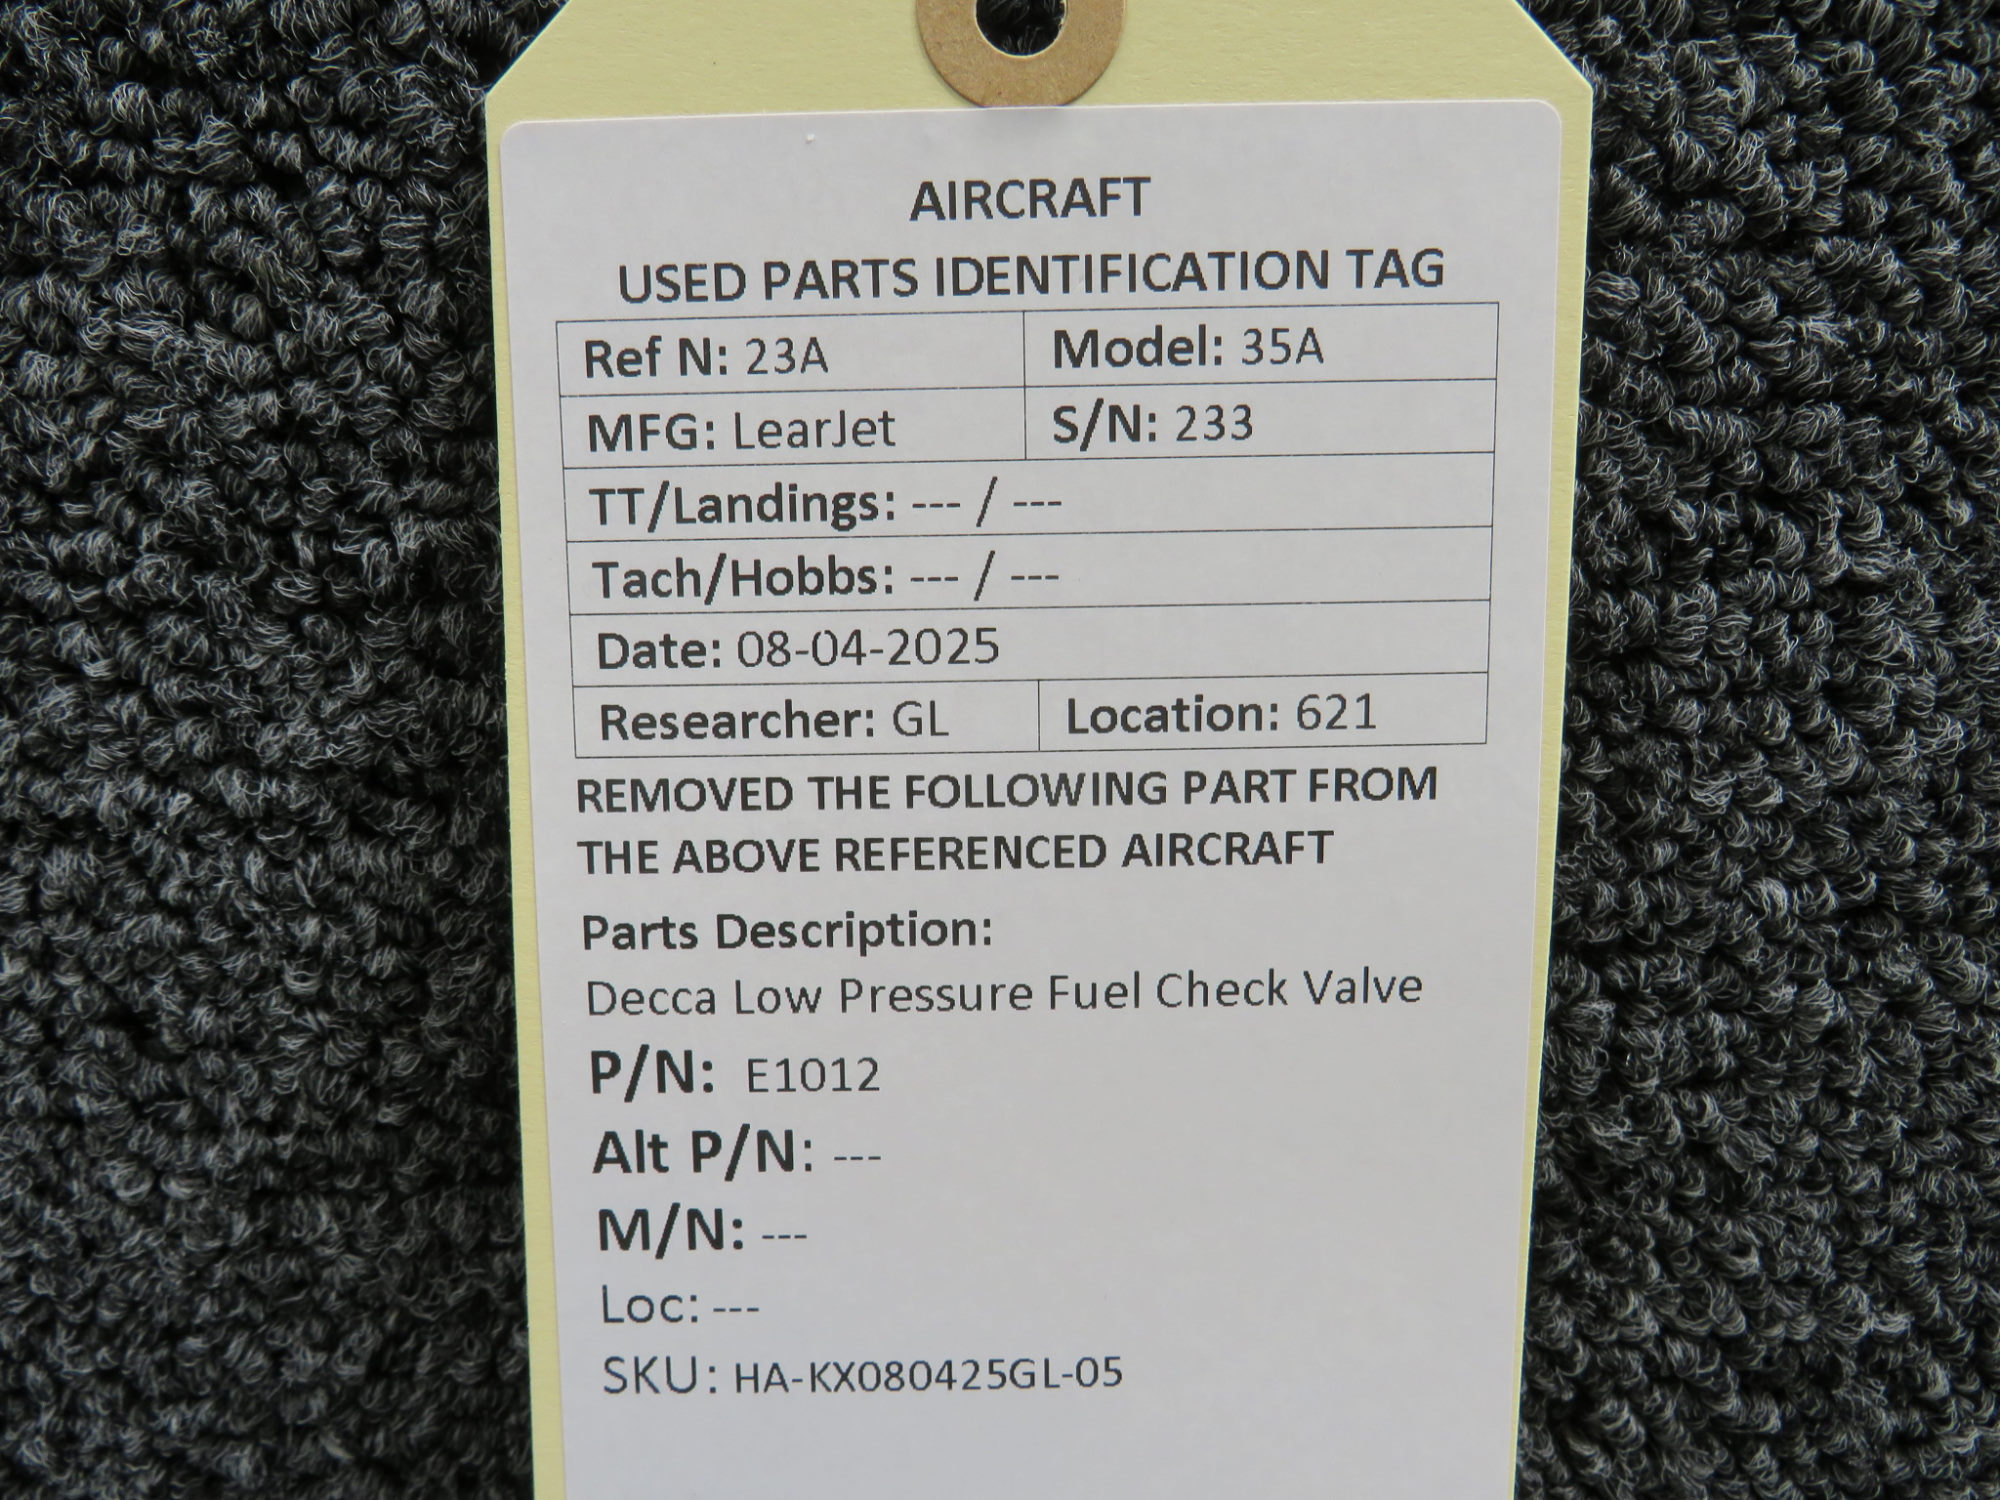 AIRCRAFT
USED PARTS IDENTIFICATION TAG
Ref N: 23A Model: 35A
MFG: LearJet S/N: 233
TT/Landings: --- / ---
Tach/Hobbs: --- / ---
Date: 08-04-2025
Researcher: GL Location: 621
REMOVED THE FOLLOWING PART FROM
THE ABOVE REFERENCED AIRCRAFT
Parts Description:
Decca Low Pressure Fuel Check Valve
P/N: E1012
Alt P/N: ---
M/N: ---
Loc: ---
SKU: HA-KX080425GL-05